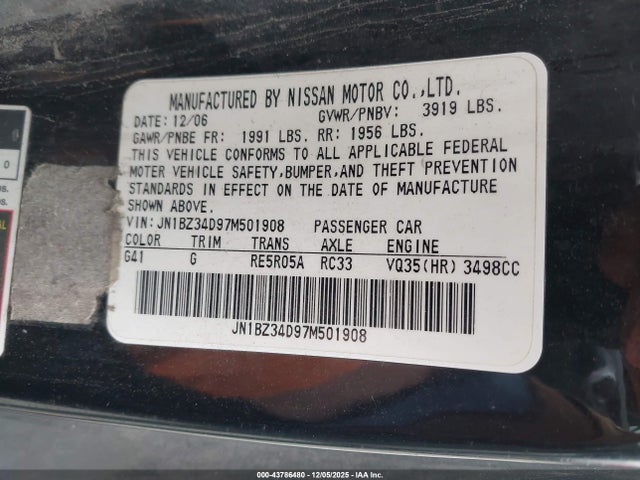 MANUFACTURED BY NISSAN MOTOR CO.,LTD.
DATE: 12/06 GVWR/PNBV: 3919 LBS.
GAWR/PNBE FR: 1991 LBS. RR: 1956 LBS.
THIS VEHICLE CONFORMS TO ALL APPLICABLE FEDERAL
MOTOR VEHICLE SAFETY,BUMPER,AND THEFT PREVENTION
STANDARDS IN EFFECT ON THE DATE OF MANUFACTURE
SHOWN ABOVE.
VIN:JN1BZ34D97M501908 PASSENGER CAR
COLOR TRIM TRANS AXLE ENGINE
G41 G RE5R05A RC33 VQ35(HR) 3498CC
JN1BZ34D97M501908
0
000-43786480 - 12/05/2025 - IAA Inc.